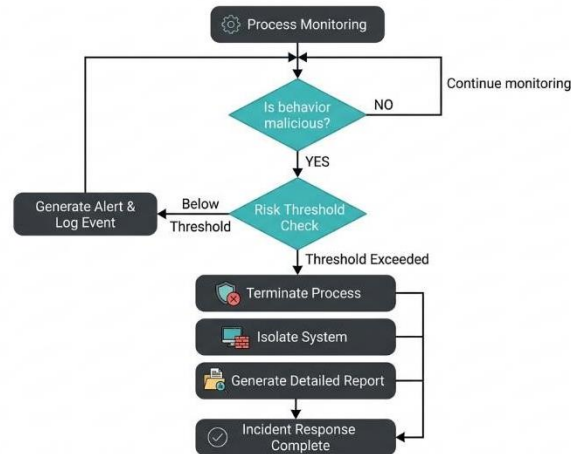 Process Monitoring
Continue monitoring
Is behavior
malicious?
NO
YES
Generate Alert &
Log Event
Below
Threshold
Risk Threshold
Check
Threshold Exceeded
Terminate Process
Isolate System
Generate Detailed Report
Incident Response
Complete